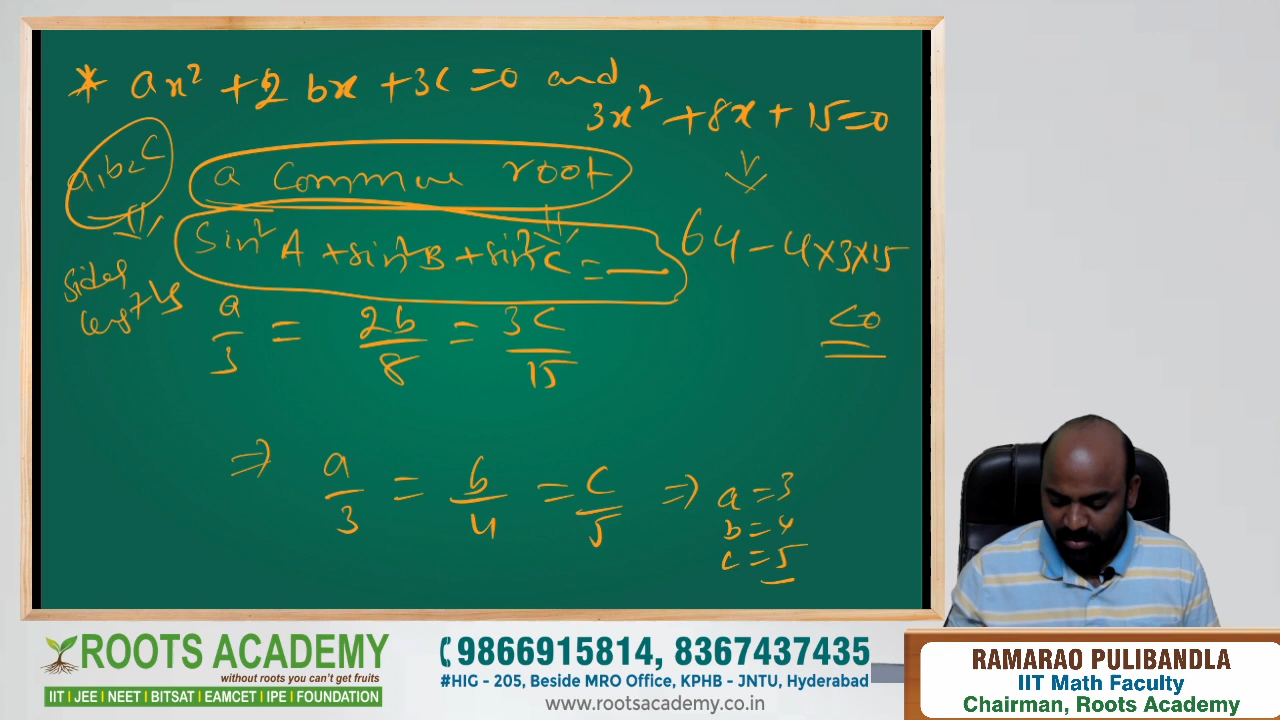 * ax² + 2bx + 3c = 0 and
3x² + 8x + 15 = 0
a, b, c
sides
lengths
a common root
sin²A + sin²B + sin²C = __
64 - 4×3×15
<0
a/3 = 2b/8 = 3c/15
⇒ a/3 = b/4 = c/5 ⇒ a = 3
b = 4
c = 5
ROOTS ACADEMY
without roots you can't get fruits
IIT | JEE | NEET | BITSAT | EAMCET | IPE | FOUNDATION
9866915814, 8367437435
#HIG - 205, Beside MRO Office, KPHB - JNTU, Hyderabad
www.rootsacademy.co.in
RAMARAO PULIBANDLA
IIT Math Faculty
Chairman, Roots Academy